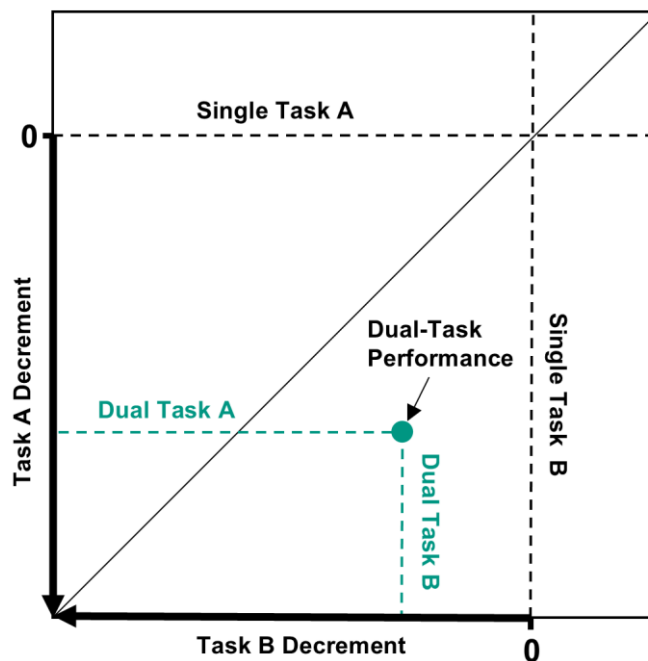 Single Task A
0
Dual-Task
Performance
Single Task B
Task A Decrement
Dual Task A
Dual Task B
Task B Decrement
0